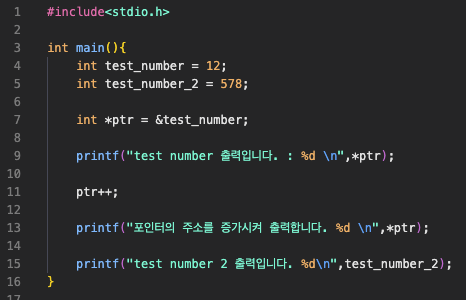 1 #include<stdio.h>
2
3 int main(){
4     int test_number = 12;
5     int test_number_2 = 578;
6
7     int *ptr = &test_number;
8
9     printf("test number 출력입니다. : %d \n",*ptr);
10
11     ptr++;
12
13     printf("포인터의 주소를 증가시켜 출력합니다. %d \n",*ptr);
14
15     printf("test number 2 출력입니다. %d\n",test_number_2);
16 }
17